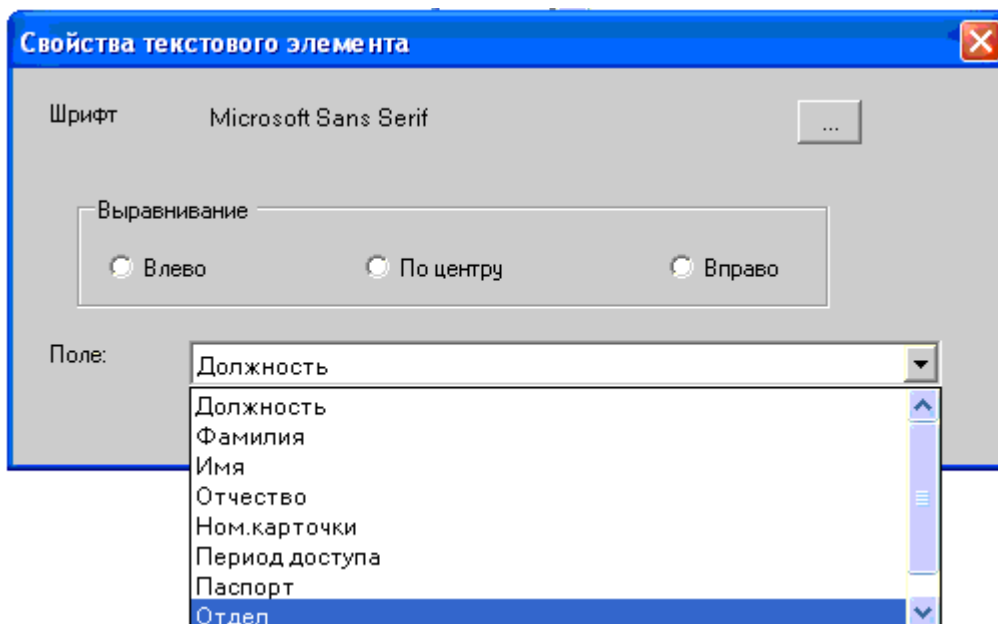 Свойства текстового элемента
Шрифт Microsoft Sans Serif ...
Выравнивание
Влево По центру Вправо
Поле: Должность
Должность
Фамилия
Имя
Отчество
Ном.карточки
Период доступа
Паспорт
Отдел